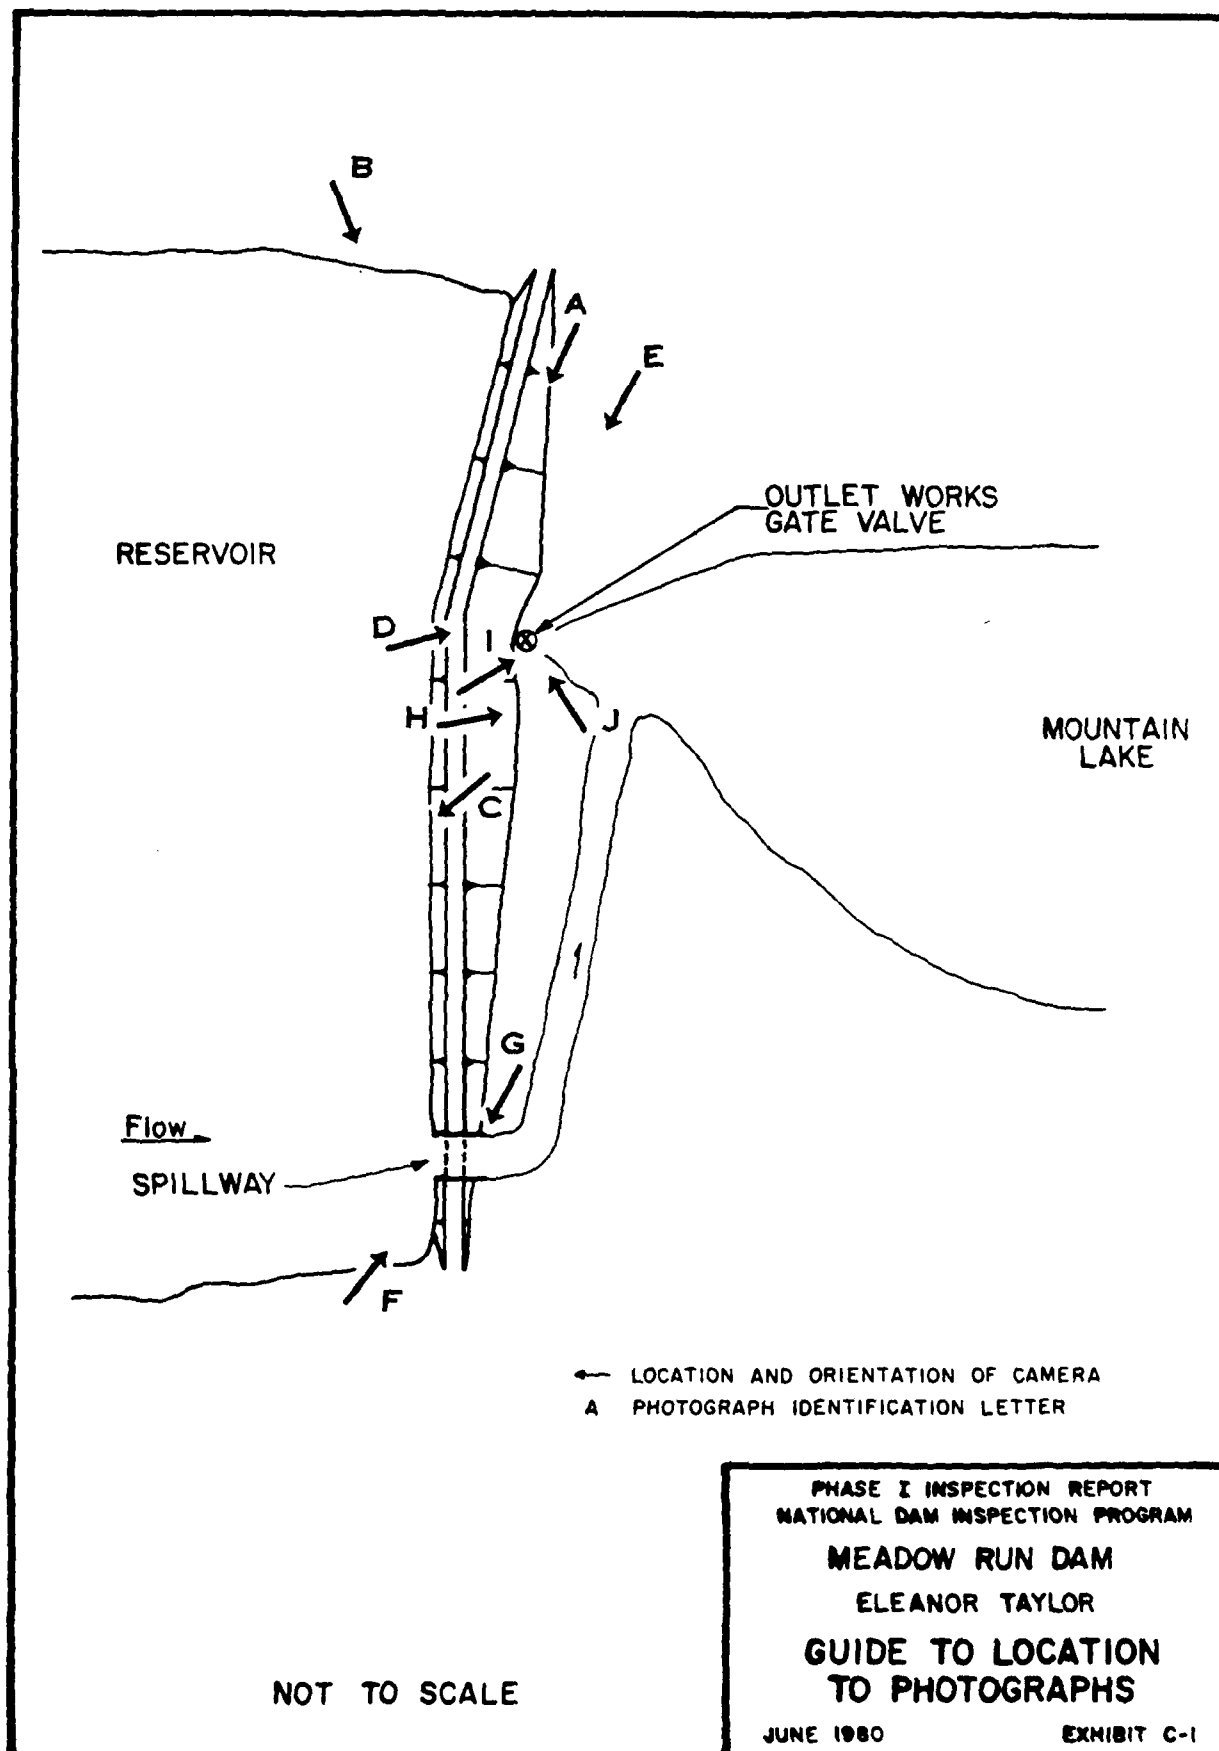 B
A
E
OUTLET WORKS
GATE VALVE
RESERVOIR
D
I
H
J
MOUNTAIN
LAKE
C
G
Flow
SPILLWAY
F
LOCATION AND ORIENTATION OF CAMERA
A PHOTOGRAPH IDENTIFICATION LETTER
PHASE I INSPECTION REPORT
NATIONAL DAM INSPECTION PROGRAM
MEADOW RUN DAM
ELEANOR TAYLOR
GUIDE TO LOCATION
TO PHOTOGRAPHS
NOT TO SCALE
JUNE 1980 EXHIBIT C-1